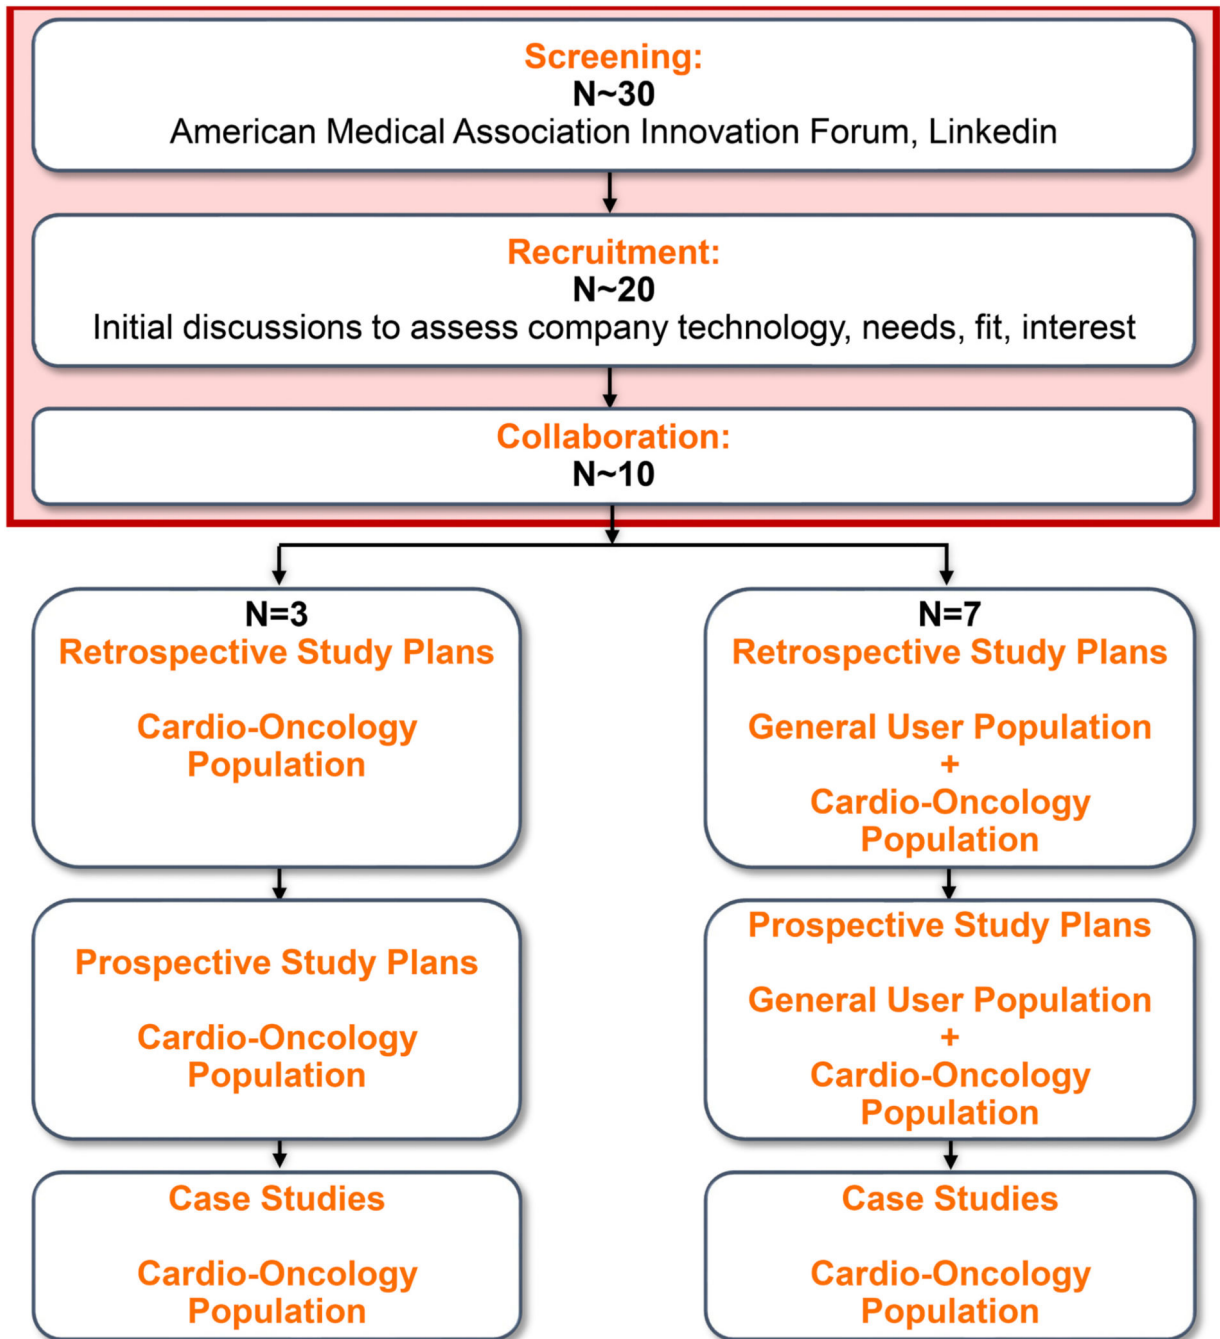 Screening:
N~30
American Medical Association Innovation Forum, Linkedin
Recruitment:
N~20
Initial discussions to assess company technology, needs, fit, interest
Collaboration:
N~10
N=3
Retrospective Study Plans
Cardio-Oncology
Population
N=7
Retrospective Study Plans
General User Population
+
Cardio-Oncology
Population
Prospective Study Plans
Cardio-Oncology
Population
Prospective Study Plans
General User Population
+
Cardio-Oncology
Population
Case Studies
Cardio-Oncology
Population
Case Studies
Cardio-Oncology
Population